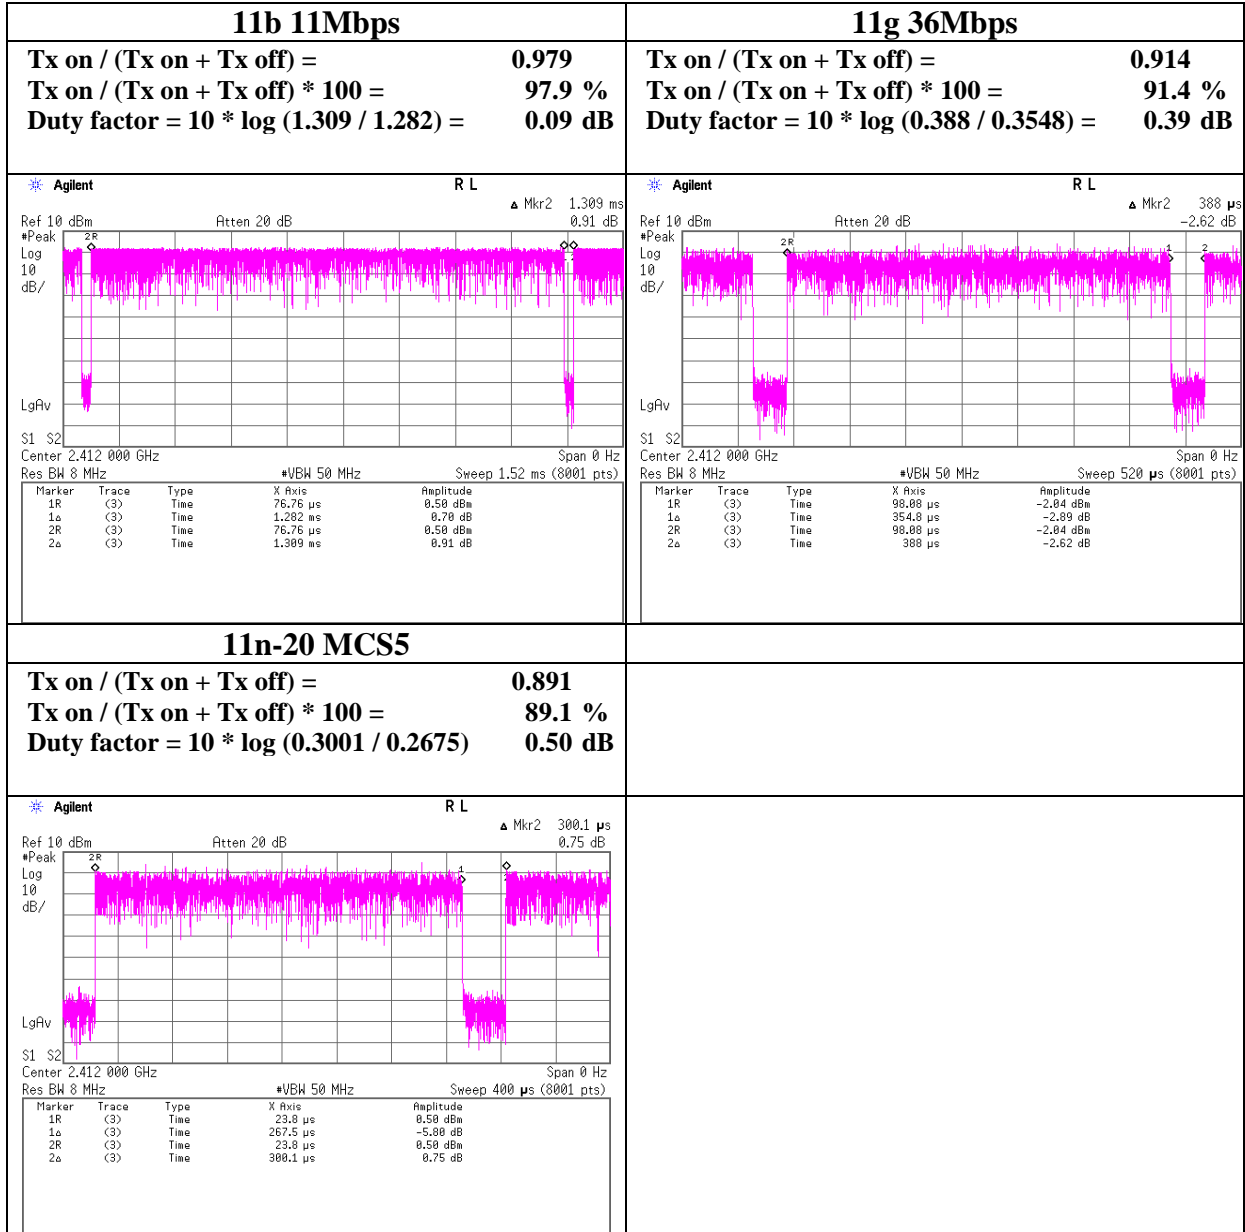 11b 11Mbps
Tx on / (Tx on + Tx off) = 0.979
Tx on / (Tx on + Tx off) * 100 = 97.9 %
Duty factor = 10 * log (1.309 / 1.282) = 0.09 dB
Agilent R L
Δ Mkr2 1.309 ms
Ref 10 dBm Atten 20 dB 0.91 dB
#Peak
Log
10
dB/
2R
LgAv
S1 S2
Center 2.412 000 GHz Span 0 Hz
Res BW 8 MHz #VBW 50 MHz Sweep 1.52 ms (8001 pts)
Marker Trace Type X Axis Amplitude
1R (3) Time 76.76 µs 0.50 dBm
1Δ (3) Time 1.282 ms 0.70 dB
2R (3) Time 76.76 µs 0.50 dBm
2Δ (3) Time 1.309 ms 0.91 dB
11g 36Mbps
Tx on / (Tx on + Tx off) = 0.914
Tx on / (Tx on + Tx off) * 100 = 91.4 %
Duty factor = 10 * log (0.388 / 0.3548) = 0.39 dB
Agilent R L
Δ Mkr2 388 µs
Ref 10 dBm Atten 20 dB -2.62 dB
#Peak
Log
10
dB/
2R 1 2
LgAv
S1 S2
Center 2.412 000 GHz Span 0 Hz
Res BW 8 MHz #VBW 50 MHz Sweep 520 µs (8001 pts)
Marker Trace Type X Axis Amplitude
1R (3) Time 98.08 µs -2.04 dBm
1Δ (3) Time 354.8 µs -2.89 dB
2R (3) Time 98.08 µs -2.04 dBm
2Δ (3) Time 388 µs -2.62 dB
11n-20 MCS5
Tx on / (Tx on + Tx off) = 0.891
Tx on / (Tx on + Tx off) * 100 = 89.1 %
Duty factor = 10 * log (0.3001 / 0.2675) 0.50 dB
Agilent R L
Δ Mkr2 300.1 µs
Ref 10 dBm Atten 20 dB 0.75 dB
#Peak
Log
10
dB/
2R 1
LgAv
S1 S2
Center 2.412 000 GHz Span 0 Hz
Res BW 8 MHz #VBW 50 MHz Sweep 400 µs (8001 pts)
Marker Trace Type X Axis Amplitude
1R (3) Time 23.8 µs 0.50 dBm
1Δ (3) Time 267.5 µs -5.80 dB
2R (3) Time 23.8 µs 0.50 dBm
2Δ (3) Time 300.1 µs 0.75 dB